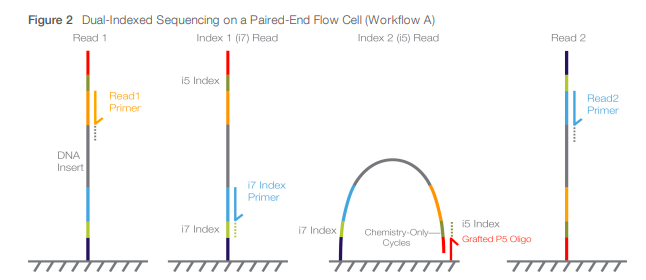 Figure 2 Dual-Indexed Sequencing on a Paired-End Flow Cell (Workflow A)
Read 1
Index 1 (i7) Read
Index 2 (i5) Read
Read 2
i5 Index
Read1
Primer
Read2
Primer
DNA
Insert
i7 Index
Primer
i7 Index
i7 Index
Chemistry-Only
Cycles
i5 Index
Grafted P5 Oligo